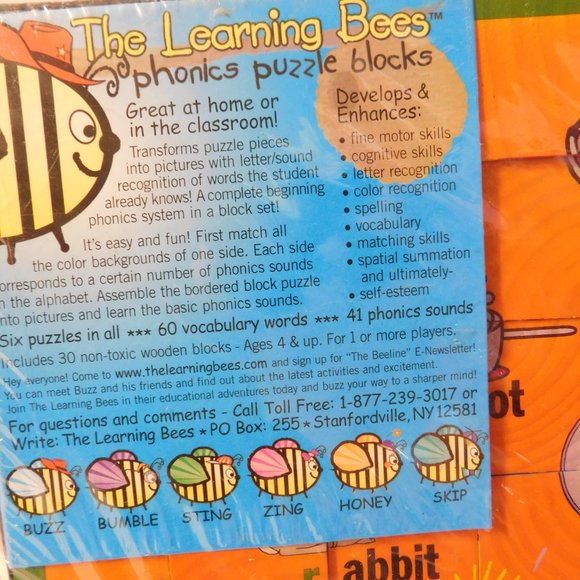 The Learning Bees™
phonics puzzle blocks
Great at home or
in the classroom!
Transforms puzzle pieces
into pictures with letter/sound
recognition of words the student
already knows! A complete beginning
phonics system in a block set!
It's easy and fun! First match all
the color backgrounds of one side. Each side
corresponds to a certain number of phonics sounds
in the alphabet. Assemble the bordered block puzzle
into pictures and learn the basic phonics sounds.
Develops &
Enhances:
• fine motor skills
• cognitive skills
• letter recognition
• color recognition
• spelling
• vocabulary
• matching skills
• spatial summation
and ultimately-
• self-esteem
Six puzzles in all *** 60 vocabulary words *** 41 phonics sounds
Includes 30 non-toxic wooden blocks - Ages 4 & up. For 1 or more players.
Hey everyone! Come to www.thelearningbees.com and sign up for "The Beeline" E-Newsletter!
You can meet Buzz and his friends and find out about the latest activities and excitement.
Join The Learning Bees in their educational adventures today and buzz your way to a sharper mind!
For questions and comments - Call Toll Free: 1-877-239-3017 or
Write: The Learning Bees * PO Box: 255 * Stanfordville, NY 12581
BUZZ BUMBLE STING ZING HONEY SKIP
ot
r abbit